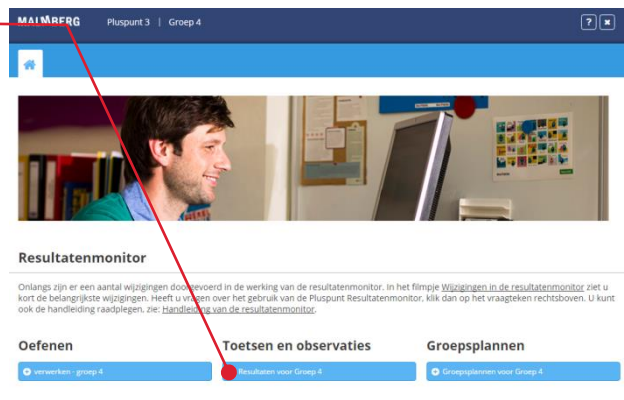 MALMBERG Pluspunt 3 | Groep 4
Resultatenmonitor
Onlangs zijn er een aantal wijzigingen doorgevoerd in de werking van de resultatenmonitor. In het filmpje Wijzigingen in de resultatenmonitor ziet u
kort de belangrijkste wijzigingen. Heeft u vragen over het gebruik van de Pluspunt Resultatenmonitor, klik dan op het vraagteken rechtsboven. U kunt
ook de handleiding raadplegen, zie: Handleiding van de resultatenmonitor.
Oefenen Toetsen en observaties Groepsplannen
verwerken - groep 4 Resultaten voor Groep 4 Groepsplannen voor Groep 4